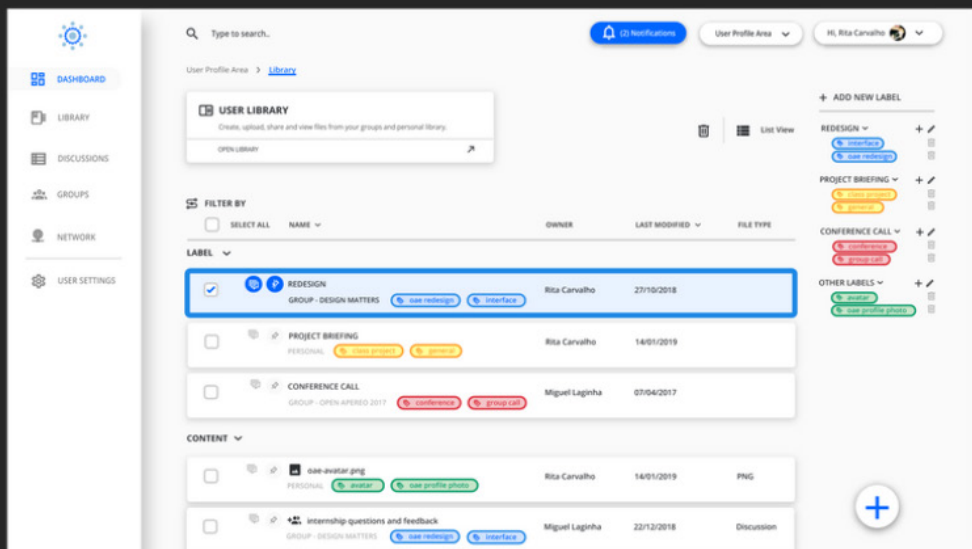 Type to search..
(2) Notifications
User Profile Area
Hi, Rita Carvalho
DASHBOARD
LIBRARY
DISCUSSIONS
GROUPS
NETWORK
USER SETTINGS
User Profile Area > Library
USER LIBRARY
Create, upload, share and view files from your groups and personal library.
OPEN LIBRARY
List View
FILTER BY
SELECT ALL NAME OWNER LAST MODIFIED FILE TYPE
LABEL
REDESIGN
GROUP - DESIGN MATTERS oae redesign interface
Rita Carvalho 27/10/2018
PROJECT BRIEFING
PERSONAL class project general
Rita Carvalho 14/01/2019
CONFERENCE CALL
GROUP - OPEN APEREO 2017 conference group call
Miguel Laginha 07/04/2017
CONTENT
oae-avatar.png
PERSONAL avatar oae profile photo
Rita Carvalho 14/01/2019 PNG
internship questions and feedback
GROUP - DESIGN MATTERS oae redesign interface
Miguel Laginha 22/12/2018 Discussion
+ ADD NEW LABEL
REDESIGN +
interface
oae redesign
PROJECT BRIEFING +
class project
general
CONFERENCE CALL +
conference
group call
OTHER LABELS +
avatar
oae profile photo
+